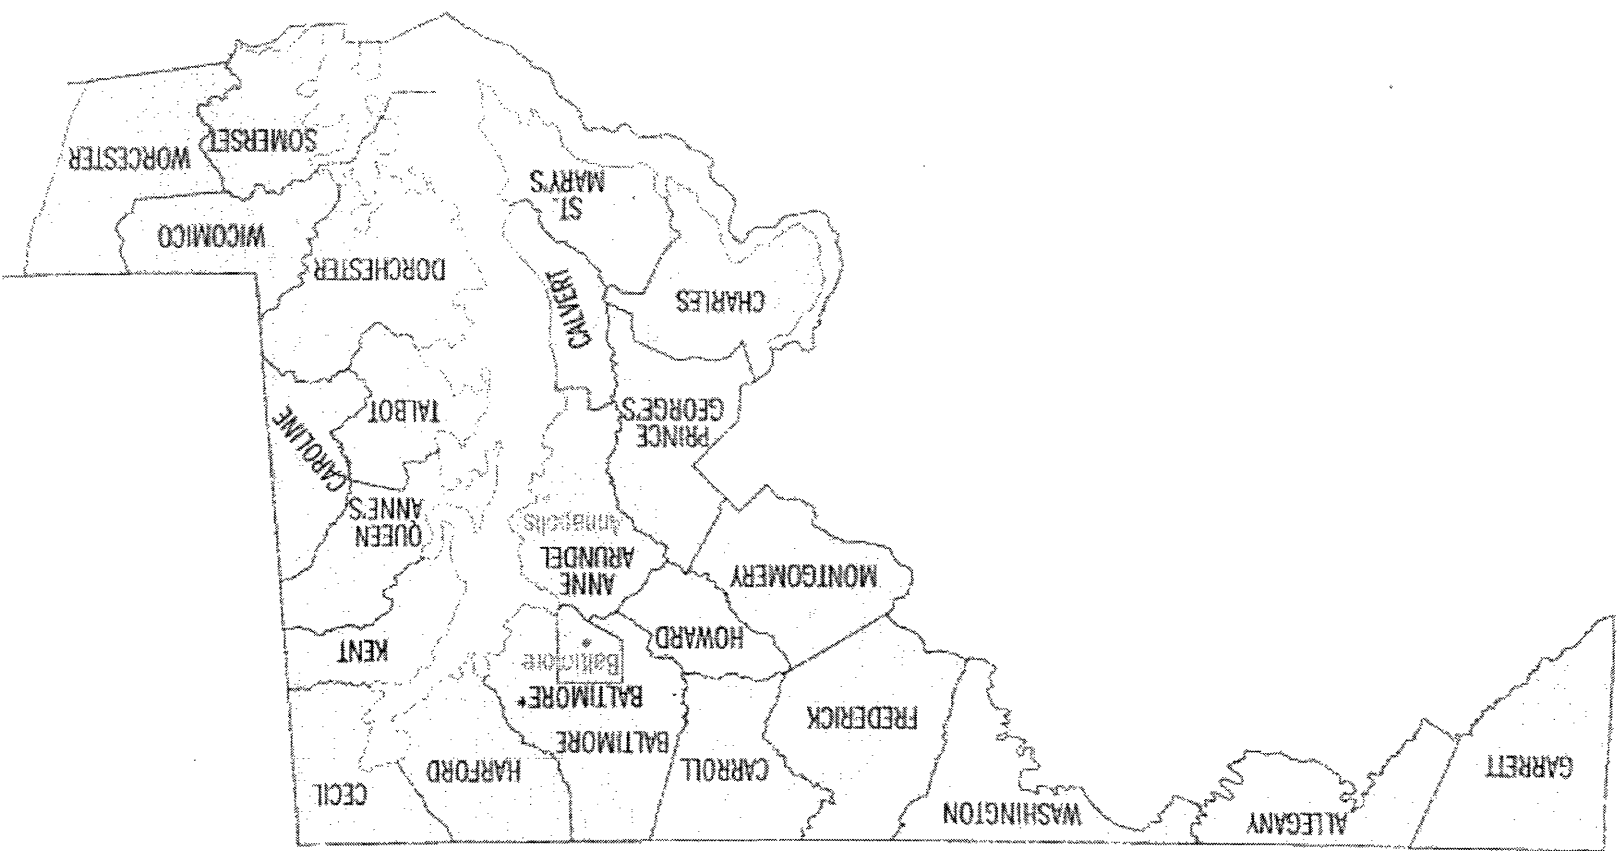 GARRETT
ALLEGANY
WASHINGTON
FREDERICK
CARROLL
BALTIMORE
BALTIMORE*
Baltimore
HARFORD
CECIL
KENT
HOWARD
MONTGOMERY
ANNE
ARUNDEL
Annapolis
QUEEN
ANNE'S
PRINCE
GEORGE'S
TALBOT
CAROLINE
CHARLES
CALVERT
DORCHESTER
ST.
MARY'S
WICOMICO
SOMERSET
WORCESTER